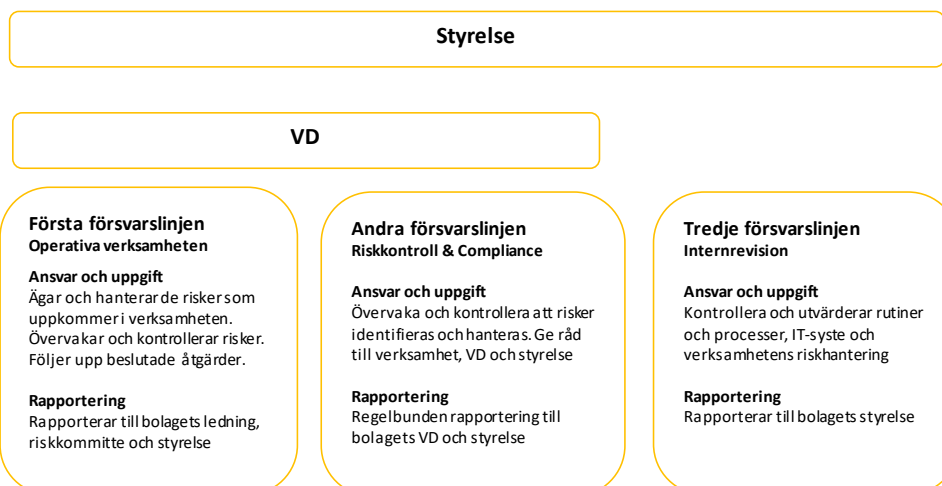 Styrelse
VD
Första försvarslinjen
Operativa verksamheten
Ansvar och uppgift
Ägar och hanterar de risker som
uppkommer i verksamheten.
Övervakar och kontrollerar risker.
Följer upp beslutade åtgärder.
Rapportering
Rapporterar till bolagets ledning,
riskkommitte och styrelse
Andra försvarslinjen
Riskkontroll & Compliance
Ansvar och uppgift
Övervaka och kontrollera att risker
identifieras och hanteras. Ge råd
till verksamhet, VD och styrelse
Rapportering
Regelbunden rapportering till
bolagets VD och styrelse
Tredje försvarslinjen
Internrevision
Ansvar och uppgift
Kontrollera och utvärderar rutiner
och processer, IT-syste och
verksamhetens riskhantering
Rapportering
Rapporterar till bolagets styrelse